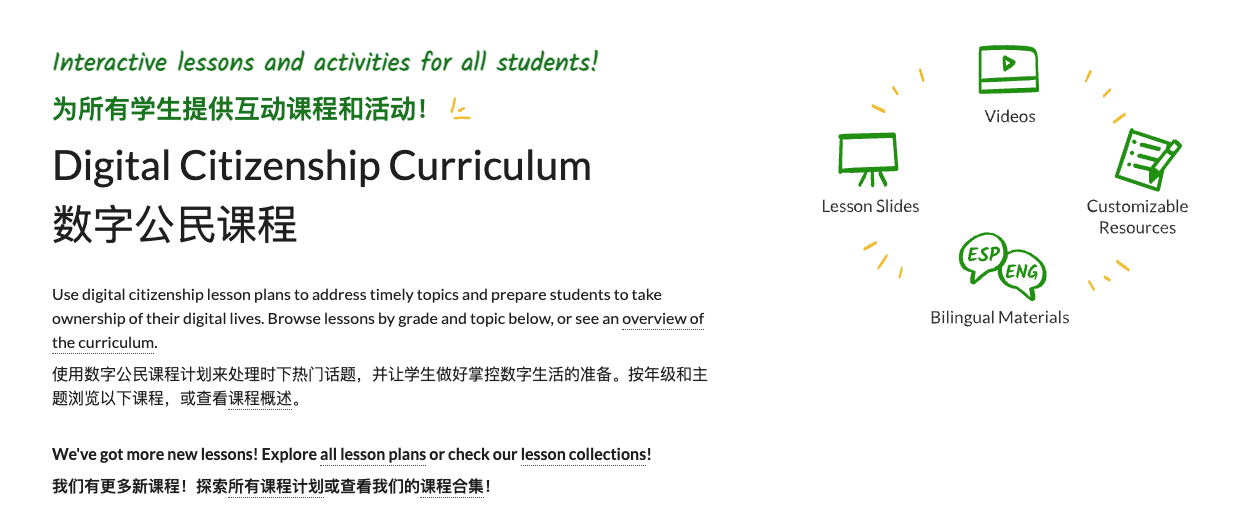 Interactive lessons and activities for all students!
为所有学生提供互动课程和活动！
Digital Citizenship Curriculum
数字公民课程
Use digital citizenship lesson plans to address timely topics and prepare students to take
ownership of their digital lives. Browse lessons by grade and topic below, or see an overview of
the curriculum.
使用数字公民课程计划来处理时下热门话题，并让学生做好掌控数字生活的准备。按年级和主
题浏览以下课程，或查看课程概述。
We've got more new lessons! Explore all lesson plans or check our lesson collections!
我们有更多新课程！探索所有课程计划或查看我们的课程合集！
Videos
Lesson Slides
Customizable
Resources
ESP
ENG
Bilingual Materials